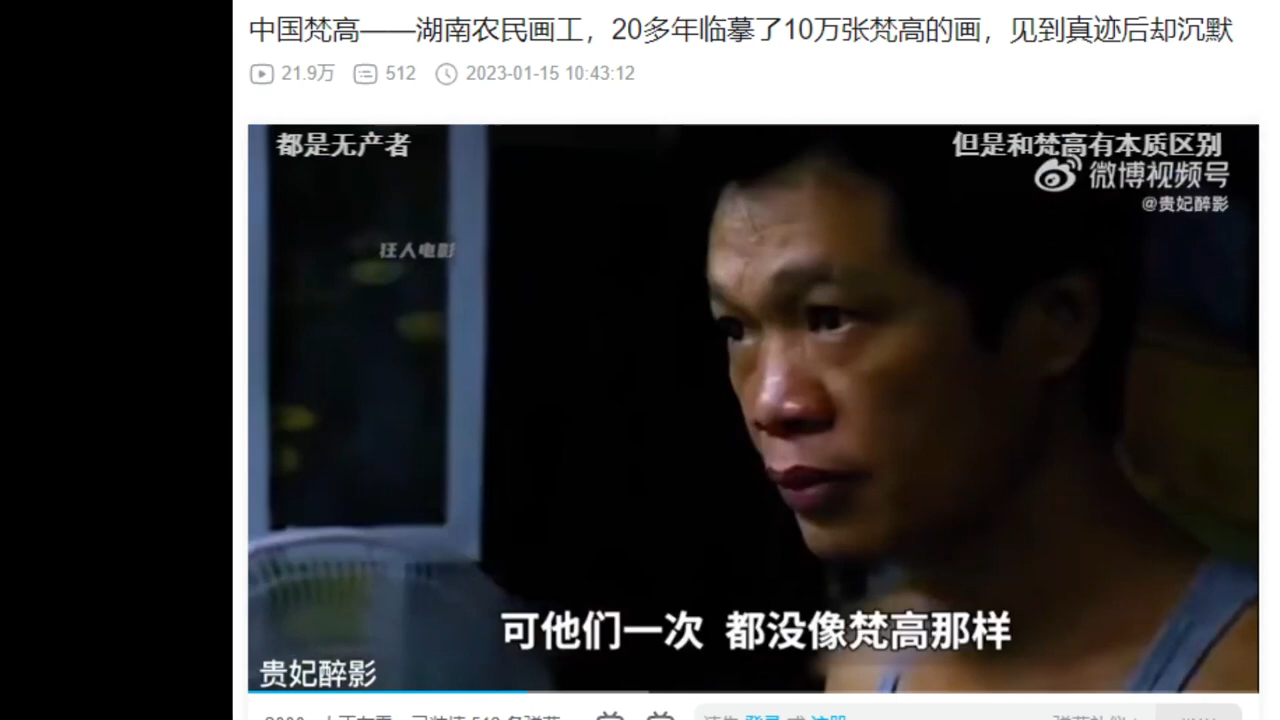 中国梵高——湖南农民画工，20多年临摹了10万张梵高的画，见到真迹后却沉默
21.9万 512 2023-01-15 10:43:12
都是无产者
但是和梵高有本质区别
微博视频号
@贵妃醉影
狂人电影
可他们一次 都没像梵高那样
贵妃醉影